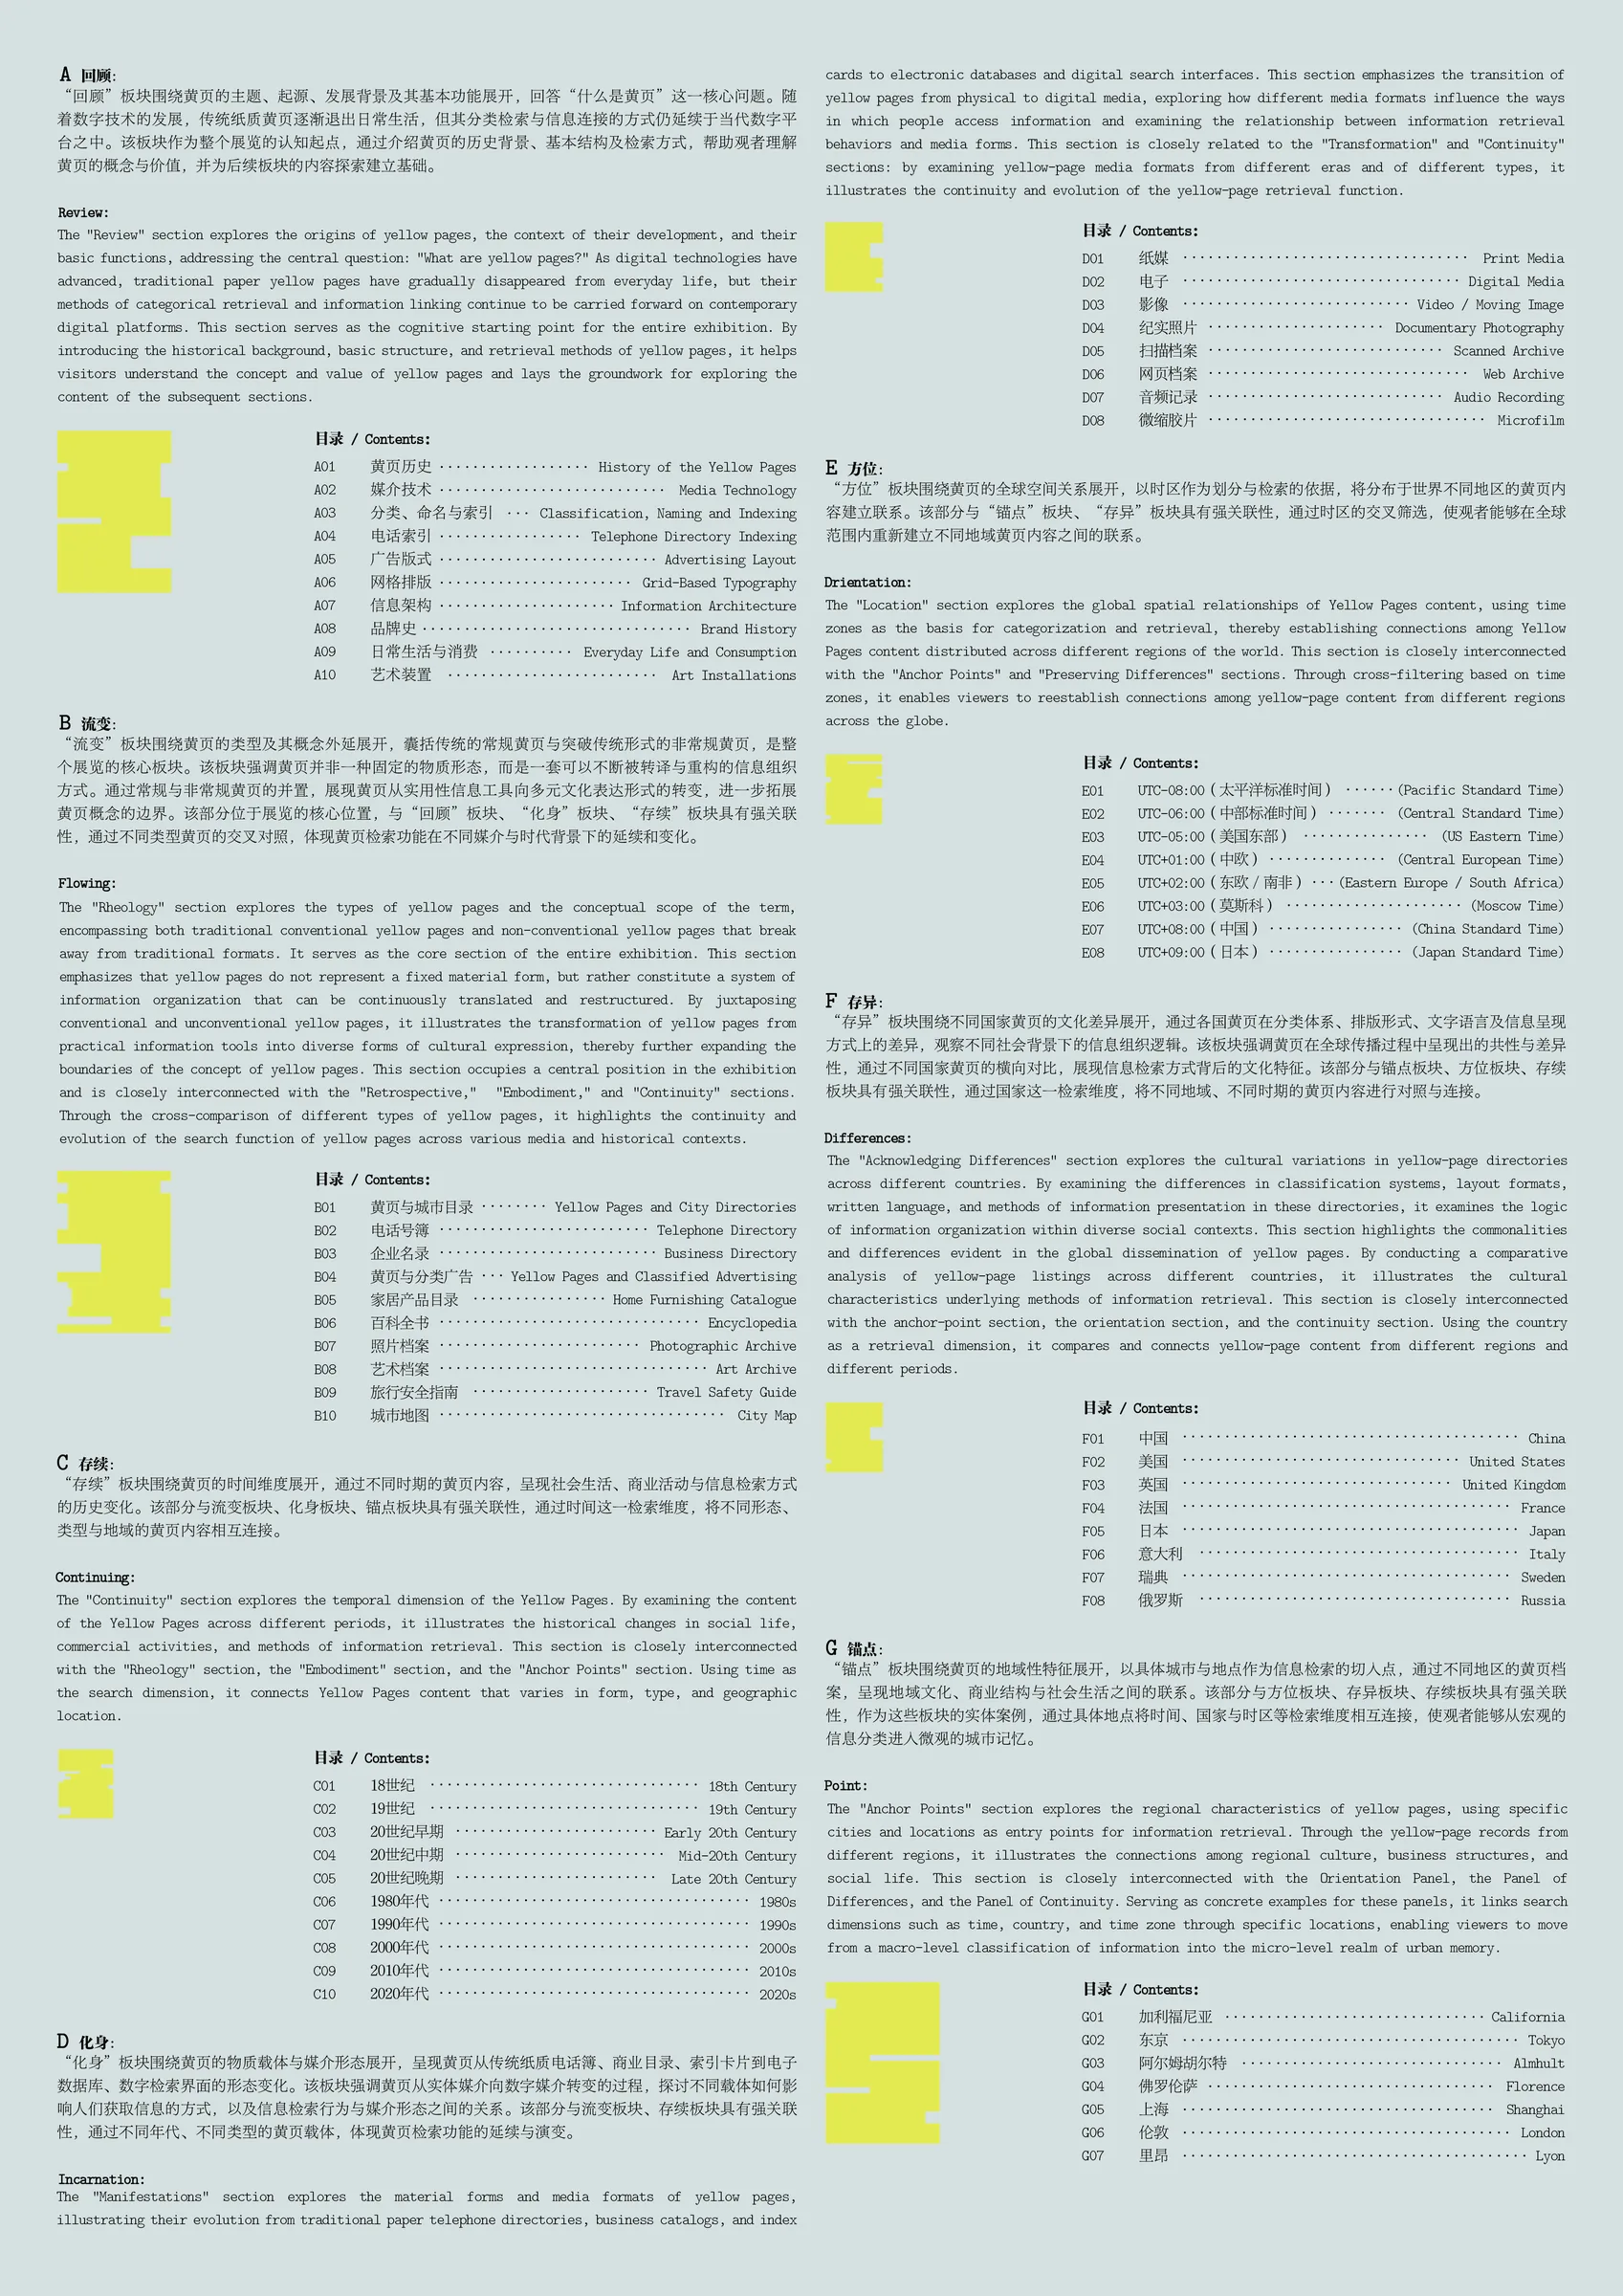 A 回顾:
“回顾”板块围绕黄页的主题、起源、发展背景及其基本功能展开，回答“什么是黄页”这一核心问题。随
着数字技术的发展，传统纸质黄页逐渐退出日常生活，但其分类检索与信息连接的方式仍延续于当代数字平
台之中。该板块作为整个展览的认知起点，通过介绍黄页的历史背景、基本结构及检索方式，帮助观者理解
黄页的概念与价值，并为后续板块的内容探索建立基础。
Review:
The "Review" section explores the origins of yellow pages, the context of their development, and their
basic functions, addressing the central question: "What are yellow pages?" As digital technologies have
advanced, traditional paper yellow pages have gradually disappeared from everyday life, but their
methods of categorical retrieval and information linking continue to be carried forward on contemporary
digital platforms. This section serves as the cognitive starting point for the entire exhibition. By
introducing the historical background, basic structure, and retrieval methods of yellow pages, it helps
visitors understand the concept and value of yellow pages and lays the groundwork for exploring the
content of the subsequent sections.
目录 / Contents:
A01 黄页历史 ·················· History of the Yellow Pages
A02 媒介技术 ··························· Media Technology
A03 分类、命名与索引 ··· Classification, Naming and Indexing
A04 电话索引 ················· Telephone Directory Indexing
A05 广告版式 ·························· Advertising Layout
A06 网格排版 ······················· Grid-Based Typography
A07 信息架构 ····················· Information Architecture
A08 品牌史 ································ Brand History
A09 日常生活与消费 ·········· Everyday Life and Consumption
A10 艺术装置 ························· Art Installations
B 流变:
“流变”板块围绕黄页的类型及其概念外延展开，囊括传统的常规黄页与突破传统形式的非常规黄页，是整
个展览的核心板块。该板块强调黄页并非一种固定的物质形态，而是一套可以不断被转译与重构的信息组织
方式。通过常规与非常规黄页的并置，展现黄页从实用性信息工具向多元文化表达形式的转变，进一步拓展
黄页概念的边界。该部分位于展览的核心位置，与“回顾”板块、“化身”板块、“存续”板块具有强关联
性，通过不同类型黄页的交叉对照，体现黄页检索功能在不同媒介与时代背景下的延续和变化。
Flowing:
The "Rheology" section explores the types of yellow pages and the conceptual scope of the term,
encompassing both traditional conventional yellow pages and non-conventional yellow pages that break
away from traditional formats. It serves as the core section of the entire exhibition. This section
emphasizes that yellow pages do not represent a fixed material form, but rather constitute a system of
information organization that can be continuously translated and restructured. By juxtaposing
conventional and unconventional yellow pages, it illustrates the transformation of yellow pages from
practical information tools into diverse forms of cultural expression, thereby further expanding the
boundaries of the concept of yellow pages. This section occupies a central position in the exhibition
and is closely interconnected with the "Retrospective," "Embodiment," and "Continuity" sections.
Through the cross-comparison of different types of yellow pages, it highlights the continuity and
evolution of the search function of yellow pages across various media and historical contexts.
目录 / Contents:
B01 黄页与城市目录 ········ Yellow Pages and City Directories
B02 电话号簿 ························· Telephone Directory
B03 企业名录 ·························· Business Directory
B04 黄页与分类广告 ··· Yellow Pages and Classified Advertising
B05 家居产品目录 ················ Home Furnishing Catalogue
B06 百科全书 ······························· Encyclopedia
B07 照片档案 ························ Photographic Archive
B08 艺术档案 ································ Art Archive
B09 旅行安全指南 ····················· Travel Safety Guide
B10 城市地图 ·································· City Map
C 存续:
“存续”板块围绕黄页的时间维度展开，通过不同时期的黄页内容，呈现社会生活、商业活动与信息检索方式
的历史变化。该部分与流变板块、化身板块、锚点板块具有强关联性，通过时间这一检索维度，将不同形态、
类型与地域的黄页内容相互连接。
Continuing:
The "Continuity" section explores the temporal dimension of the Yellow Pages. By examining the content
of the Yellow Pages across different periods, it illustrates the historical changes in social life,
commercial activities, and methods of information retrieval. This section is closely interconnected
with the "Rheology" section, the "Embodiment" section, and the "Anchor Points" section. Using time as
the search dimension, it connects Yellow Pages content that varies in form, type, and geographic
location.
目录 / Contents:
C01 18世纪 ································ 18th Century
C02 19世纪 ································ 19th Century
C03 20世纪早期 ························ Early 20th Century
C04 20世纪中期 ························· Mid-20th Century
C05 20世纪晚期 ························ Late 20th Century
C06 1980年代 ····································· 1980s
C07 1990年代 ····································· 1990s
C08 2000年代 ····································· 2000s
C09 2010年代 ····································· 2010s
C10 2020年代 ····································· 2020s
D 化身:
“化身”板块围绕黄页的物质载体与媒介形态展开，呈现黄页从传统纸质电话簿、商业目录、索引卡片到电子
数据库、数字检索界面的形态变化。该板块强调黄页从实体媒介向数字媒介转变的过程，探讨不同载体如何影
响人们获取信息的方式，以及信息检索行为与媒介形态之间的关系。该部分与流变板块、存续板块具有强关联
性，通过不同年代、不同类型的黄页载体，体现黄页检索功能的延续与演变。
Incarnation:
The "Manifestations" section explores the material forms and media formats of yellow pages,
illustrating their evolution from traditional paper telephone directories, business catalogs, and index
cards to electronic databases and digital search interfaces. This section emphasizes the transition of
yellow pages from physical to digital media, exploring how different media formats influence the ways
in which people access information and examining the relationship between information retrieval
behaviors and media forms. This section is closely related to the "Transformation" and "Continuity"
sections: by examining yellow-page media formats from different eras and of different types, it
illustrates the continuity and evolution of the yellow-page retrieval function.
目录 / Contents:
D01 纸媒 ·································· Print Media
D02 电子 ································· Digital Media
D03 影像 ··························· Video / Moving Image
D04 纪实照片 ····················· Documentary Photography
D05 扫描档案 ···························· Scanned Archive
D06 网页档案 ······························· Web Archive
D07 音频记录 ···························· Audio Recording
D08 微缩胶片 ································· Microfilm
E 方位:
“方位”板块围绕黄页的全球空间关系展开，以时区作为划分与检索的依据，将分布于世界不同地区的黄页内
容建立联系。该部分与“锚点”板块、“存异”板块具有强关联性，通过时区的交叉筛选，使观者能够在全球
范围内重新建立不同地域黄页内容之间的联系。
Drientation:
The "Location" section explores the global spatial relationships of Yellow Pages content, using time
zones as the basis for categorization and retrieval, thereby establishing connections among Yellow
Pages content distributed across different regions of the world. This section is closely interconnected
with the "Anchor Points" and "Preserving Differences" sections. Through cross-filtering based on time
zones, it enables viewers to reestablish connections among yellow-page content from different regions
across the globe.
目录 / Contents:
E01 UTC-08:00（太平洋标准时间） ······(Pacific Standard Time)
E02 UTC-06:00（中部标准时间） ······· (Central Standard Time)
E03 UTC-05:00（美国东部） ··············· (US Eastern Time)
E04 UTC+01:00（中欧） ·············· (Central European Time)
E05 UTC+02:00（东欧/南非） ···(Eastern Europe / South Africa)
E06 UTC+03:00（莫斯科） ····················· (Moscow Time)
E07 UTC+08:00（中国） ················ (China Standard Time)
E08 UTC+09:00（日本） ················ (Japan Standard Time)
F 存异:
“存异”板块围绕不同国家黄页的文化差异展开，通过各国黄页在分类体系、排版形式、文字语言及信息呈现
方式上的差异，观察不同社会背景下的信息组织逻辑。该板块强调黄页在全球传播过程中呈现出的共性与差异
性，通过不同国家黄页的横向对比，展现信息检索方式背后的文化特征。该部分与锚点板块、方位板块、存续
板块具有强关联性，通过国家这一检索维度，将不同地域、不同时期的黄页内容进行对照与连接。
Differences:
The "Acknowledging Differences" section explores the cultural variations in yellow-page directories
across different countries. By examining the differences in classification systems, layout formats,
written language, and methods of information presentation in these directories, it examines the logic
of information organization within diverse social contexts. This section highlights the commonalities
and differences evident in the global dissemination of yellow pages. By conducting a comparative
analysis of yellow-page listings across different countries, it illustrates the cultural
characteristics underlying methods of information retrieval. This section is closely interconnected
with the anchor-point section, the orientation section, and the continuity section. Using the country
as a retrieval dimension, it compares and connects yellow-page content from different regions and
different periods.
目录 / Contents:
F01 中国 ········································ China
F02 美国 ································· United States
F03 英国 ································ United Kingdom
F04 法国 ······································· France
F05 日本 ········································ Japan
F06 意大利 ······································ Italy
F07 瑞典 ······································· Sweden
F08 俄罗斯 ····································· Russia
G 锚点:
“锚点”板块围绕黄页的地域性特征展开，以具体城市与地点作为信息检索的切入点，通过不同地区的黄页档
案，呈现地域文化、商业结构与社会生活之间的联系。该部分与方位板块、存异板块、存续板块具有强关联
性，作为这些板块的实体案例，通过具体地点将时间、国家与时区等检索维度相互连接，使观者能够从宏观的
信息分类进入微观的城市记忆。
Point:
The "Anchor Points" section explores the regional characteristics of yellow pages, using specific
cities and locations as entry points for information retrieval. Through the yellow-page records from
different regions, it illustrates the connections among regional culture, business structures, and
social life. This section is closely interconnected with the Orientation Panel, the Panel of
Differences, and the Panel of Continuity. Serving as concrete examples for these panels, it links search
dimensions such as time, country, and time zone through specific locations, enabling viewers to move
from a macro-level classification of information into the micro-level realm of urban memory.
目录 / Contents:
G01 加利福尼亚 ······························· California
G02 东京 ········································ Tokyo
G03 阿尔姆胡尔特 ······························· Almhult
G04 佛罗伦萨 ·································· Florence
G05 上海 ····································· Shanghai
G06 伦敦 ······································· London
G07 里昂 ········································· Lyon